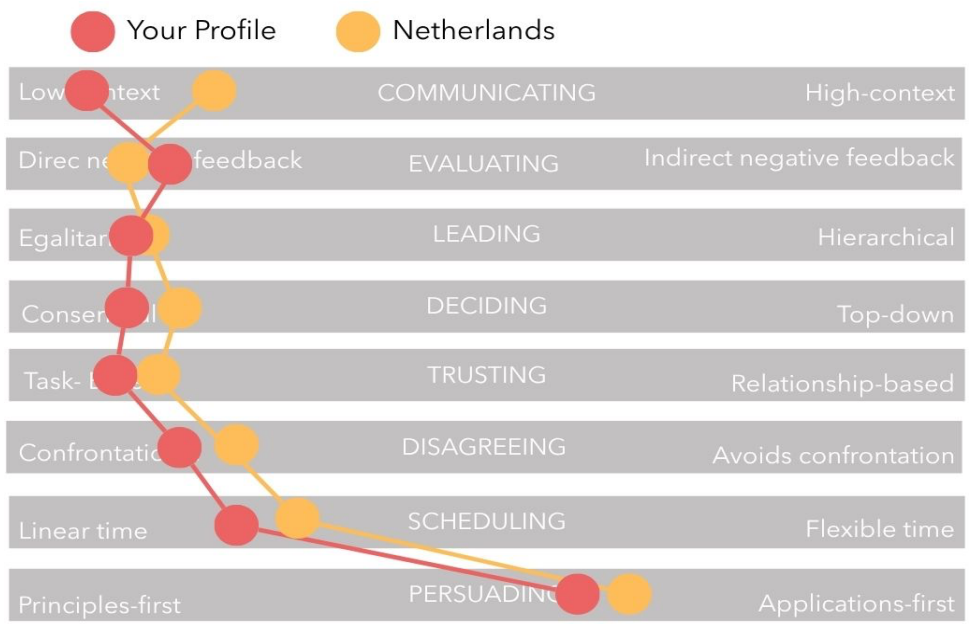 Your Profile Netherlands
COMMUNICATING High-context
feedback EVALUATING Indirect negative feedback
LEADING Hierarchical
DECIDING Top-down
Task- TRUSTING Relationship-based
DISAGREEING Avoids confrontation
Linear time SCHEDULING Flexible time
Principles-first PERSUADING Applications-first